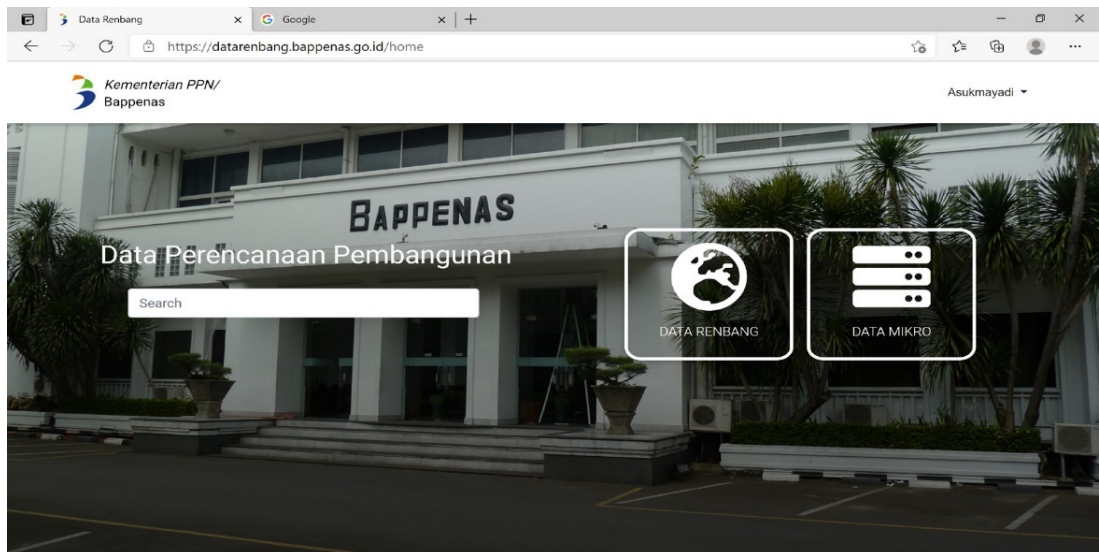 Data Renbang
Google
https://datarenbang.bappenas.go.id/home
Kementerian PPN/
Bappenas
Asukmayadi
BAPPENAS
Data Perencanaan Pembangunan
Search
DATA RENBANG
DATA MIKRO